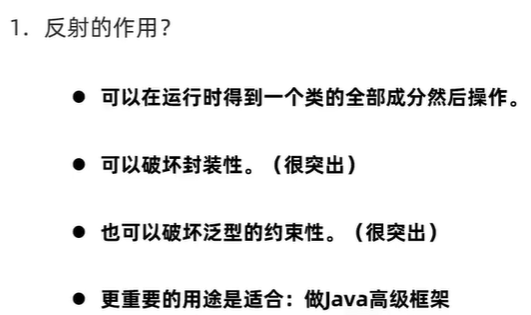 1. 反射的作用？
● 可以在运行时得到一个类的全部成分然后操作。
● 可以破坏封装性。（很突出）
● 也可以破坏泛型的约束性。（很突出）
● 更重要的用途是适合：做Java高级框架